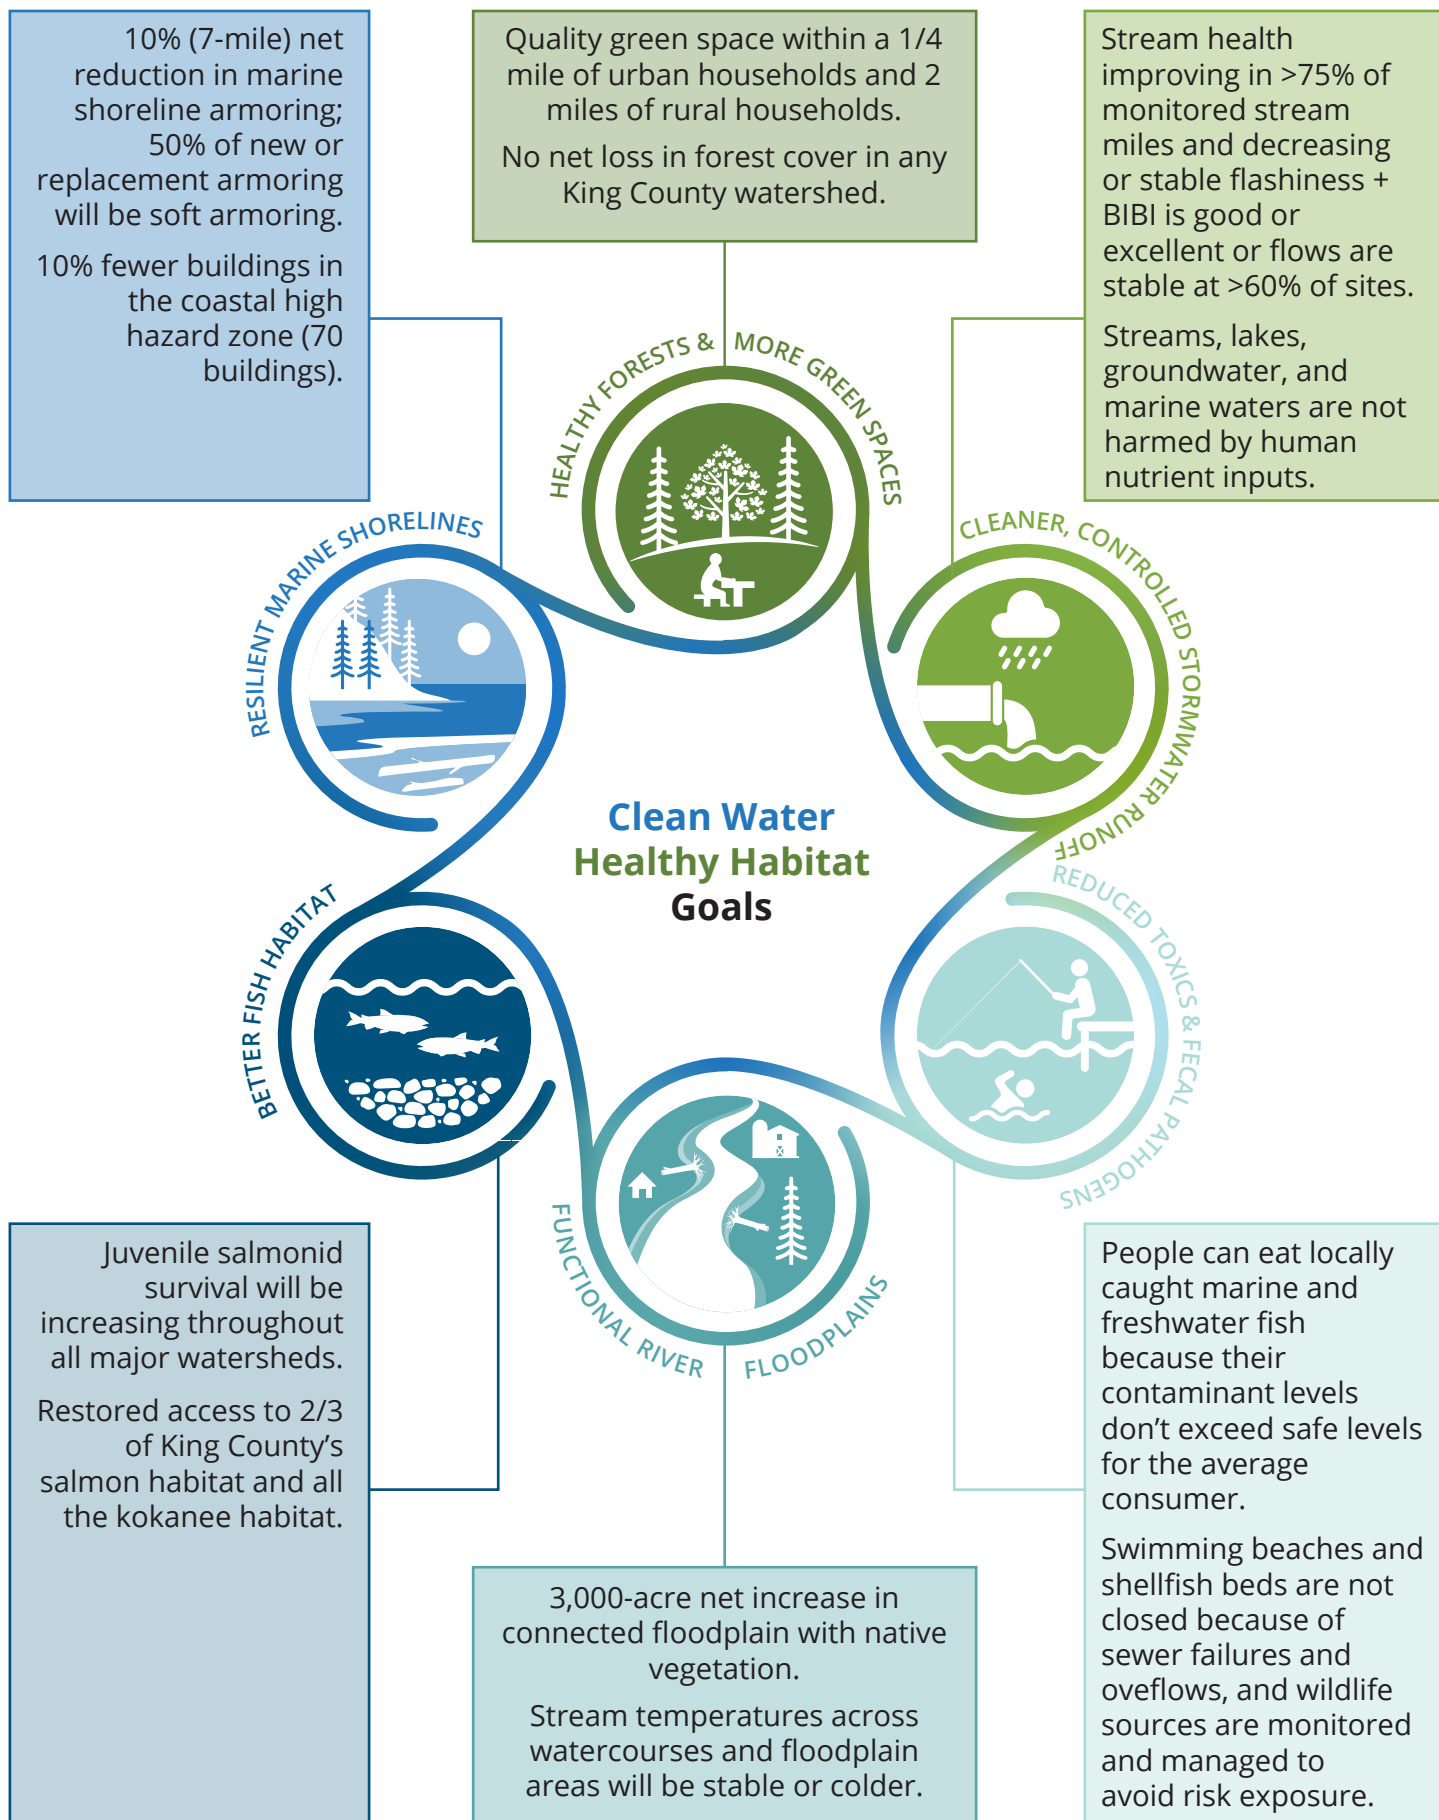 10% (7-mile) net
reduction in marine
shoreline armoring;
50% of new or
replacement armoring
will be soft armoring.
10% fewer buildings in
the coastal high
hazard zone (70
buildings).
Quality green space within a 1/4
mile of urban households and 2
miles of rural households.
No net loss in forest cover in any
King County watershed.
Stream health
improving in >75% of
monitored stream
miles and decreasing
or stable flashiness +
BIBI is good or
excellent or flows are
stable at >60% of sites.
Streams, lakes,
groundwater, and
marine waters are not
harmed by human
nutrient inputs.
HEALTHY FORESTS & MORE GREEN SPACES
RESILIENT MARINE SHORELINES
CLEANER, CONTROLLED STORMWATER RUNOFF
Clean Water
Healthy Habitat
Goals
BETTER FISH HABITAT
REDUCED TOXICS & FECAL PATHOGENS
FUNCTIONAL RIVER FLOODPLAINS
Juvenile salmonid
survival will be
increasing throughout
all major watersheds.
Restored access to 2/3
of King County’s
salmon habitat and all
the kokanee habitat.
3,000-acre net increase in
connected floodplain with native
vegetation.
Stream temperatures across
watercourses and floodplain
areas will be stable or colder.
People can eat locally
caught marine and
freshwater fish
because their
contaminant levels
don’t exceed safe levels
for the average
consumer.
Swimming beaches and
shellfish beds are not
closed because of
sewer failures and
oveflows, and wildlife
sources are monitored
and managed to
avoid risk exposure.